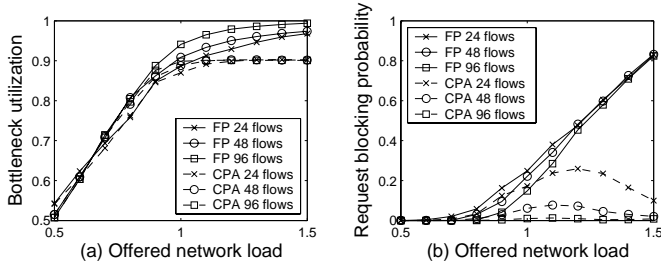 Bottleneck utilization
1
0.9
0.8
0.7
0.6
0.5
FP 24 flows
FP 48 flows
FP 96 flows
CPA 24 flows
CPA 48 flows
CPA 96 flows
0.5
1
1.5
(a) Offered network load
Request blocking probability
1
0.8
0.6
0.4
0.2
0
FP 24 flows
FP 48 flows
FP 96 flows
CPA 24 flows
CPA 48 flows
CPA 96 flows
0.5
1
1.5
(b) Offered network load